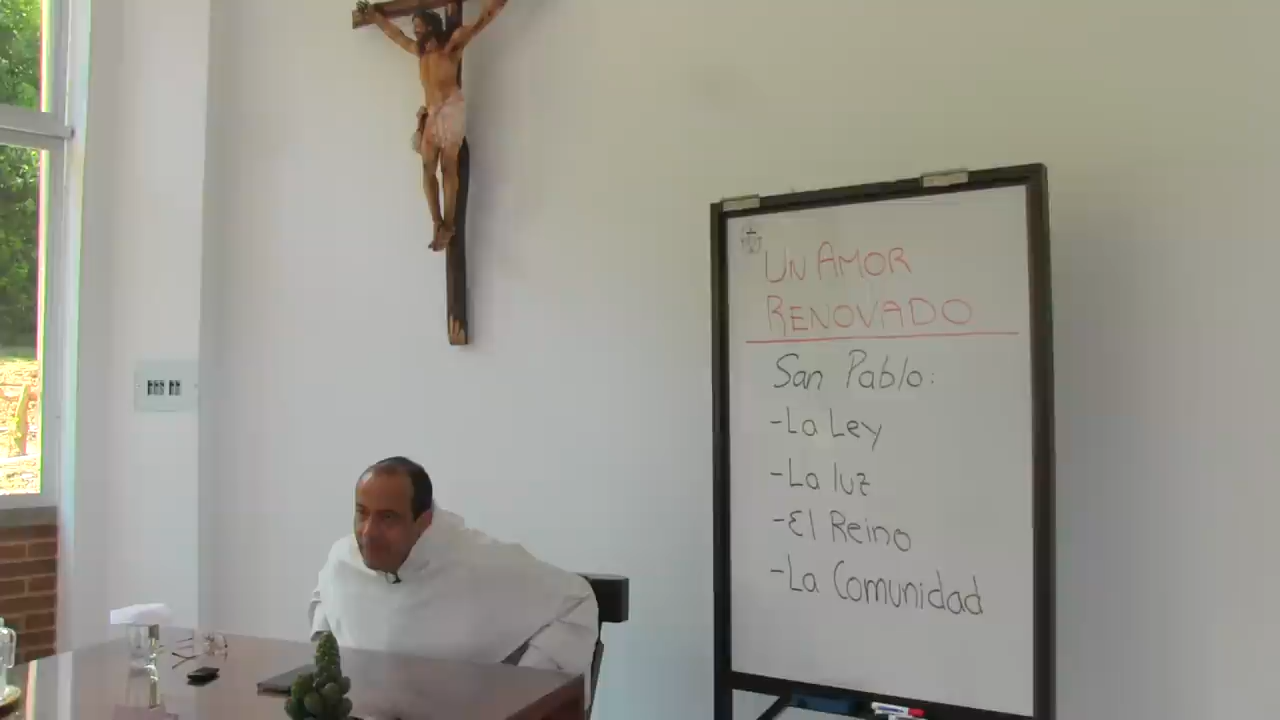 UN AMOR
RENOVADO
San Pablo:
-La Ley
-La luz
-El Reino
-La Comunidad